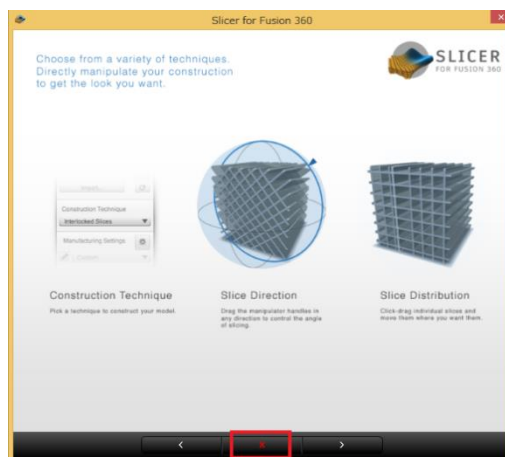 Slicer for Fusion 360
Choose from a variety of techniques.
Directly manipulate your construction
to get the look you want.
SLICER
FOR FUSION 360
Import...
Construction Technique
Interlocked Slices
Manufacturing Settings
Custom
Construction Technique
Pick a technique to construct your model.
Slice Direction
Drag the manipulator handles in
any direction to control the angle
of slicing.
Slice Distribution
Click-drag individual slices and
move them where you want them.